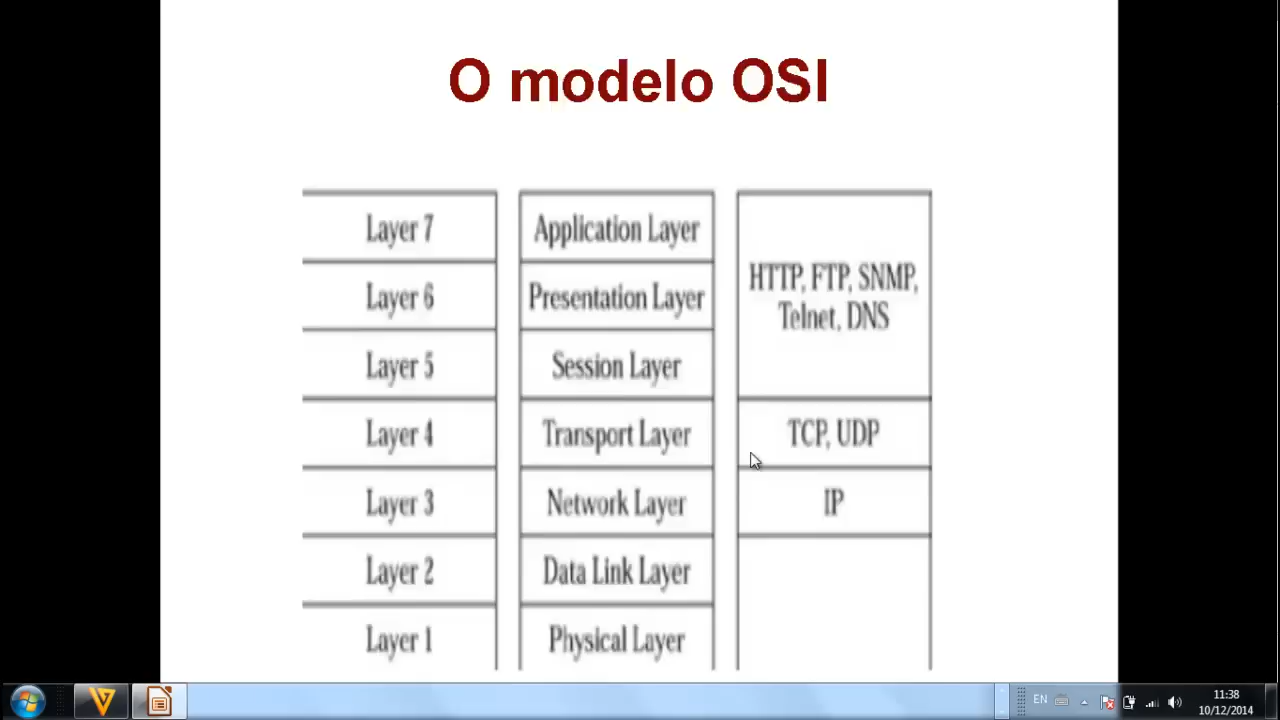 O modelo OSI
Layer 7
Application Layer
Layer 6
Presentation Layer
HTTP, FTP, SNMP,
Telnet, DNS
Layer 5
Session Layer
Layer 4
Transport Layer
TCP, UDP
Layer 3
Network Layer
IP
Layer 2
Data Link Layer
Layer 1
Physical Layer
EN
11:38
10/12/2014